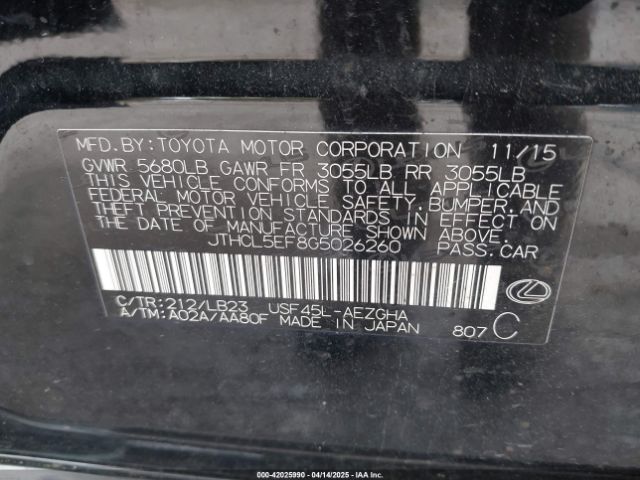 MFD. BY: TOYOTA MOTOR CORPORATION 11/15
GVWR 5680LB GAWR FR 3055LB RR 3055LB
THIS VEHICLE CONFORMS TO ALL APPLICABLE
FEDERAL MOTOR VEHICLE SAFETY, BUMPER, AND
THEFT PREVENTION STANDARDS IN EFFECT ON
THE DATE OF MANUFACTURE SHOWN ABOVE.
JTHCL5EF8G5026260 PASS. CAR
C/TR: 212/LB23 USF45L-AEZGHA
A/TM: A02A/AA80F MADE IN JAPAN 807 C
000-42025990 - 04/14/2025 - IAAI.COM